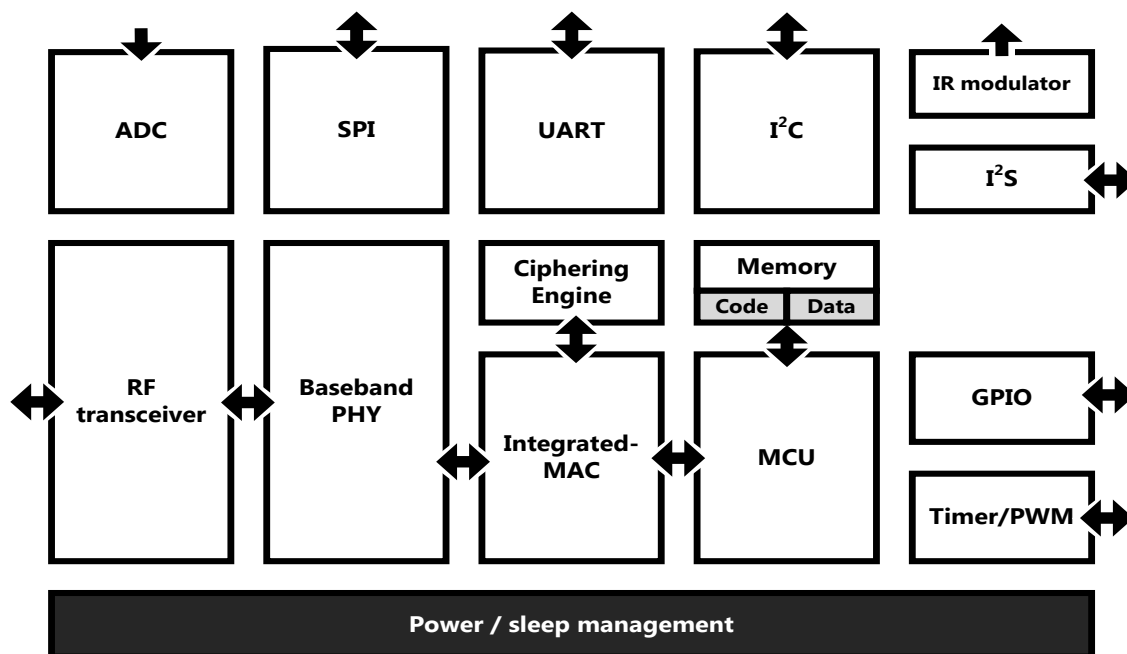 ADC
SPI
UART
I²C
IR modulator
I²S
RF
transceiver
Baseband
PHY
Ciphering
Engine
Memory
Code
Data
Integrated-
MAC
MCU
GPIO
Timer/PWM
Power / sleep management